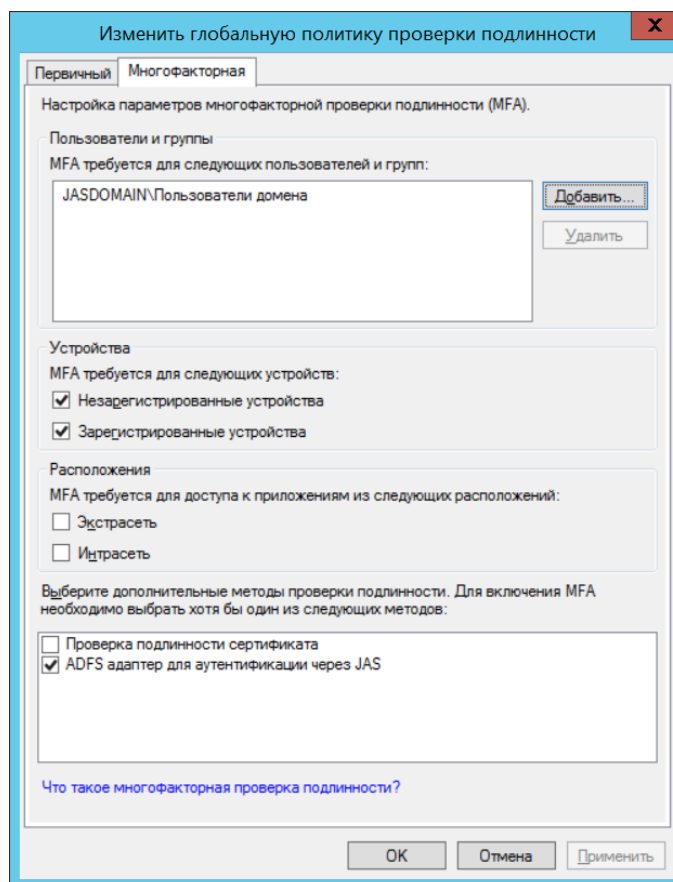 Изменить глобальную политику проверки подлинности
X
Первичный
Многофакторная
Настройка параметров многофакторной проверки подлинности (MFA).
Пользователи и группы
MFA требуется для следующих пользователей и групп:
JASDOMAIN\Пользователи домена
Добавить...
Удалить
Устройства
MFA требуется для следующих устройств:
Незарегистрированные устройства
Зарегистрированные устройства
Расположения
MFA требуется для доступа к приложениям из следующих расположений:
Экстрасеть
Интрасеть
Выберите дополнительные методы проверки подлинности. Для включения MFA
необходимо выбрать хотя бы один из следующих методов:
Проверка подлинности сертификата
ADFS адаптер для аутентификации через JAS
Что такое многофакторная проверка подлинности?
OK
Отмена
Применить